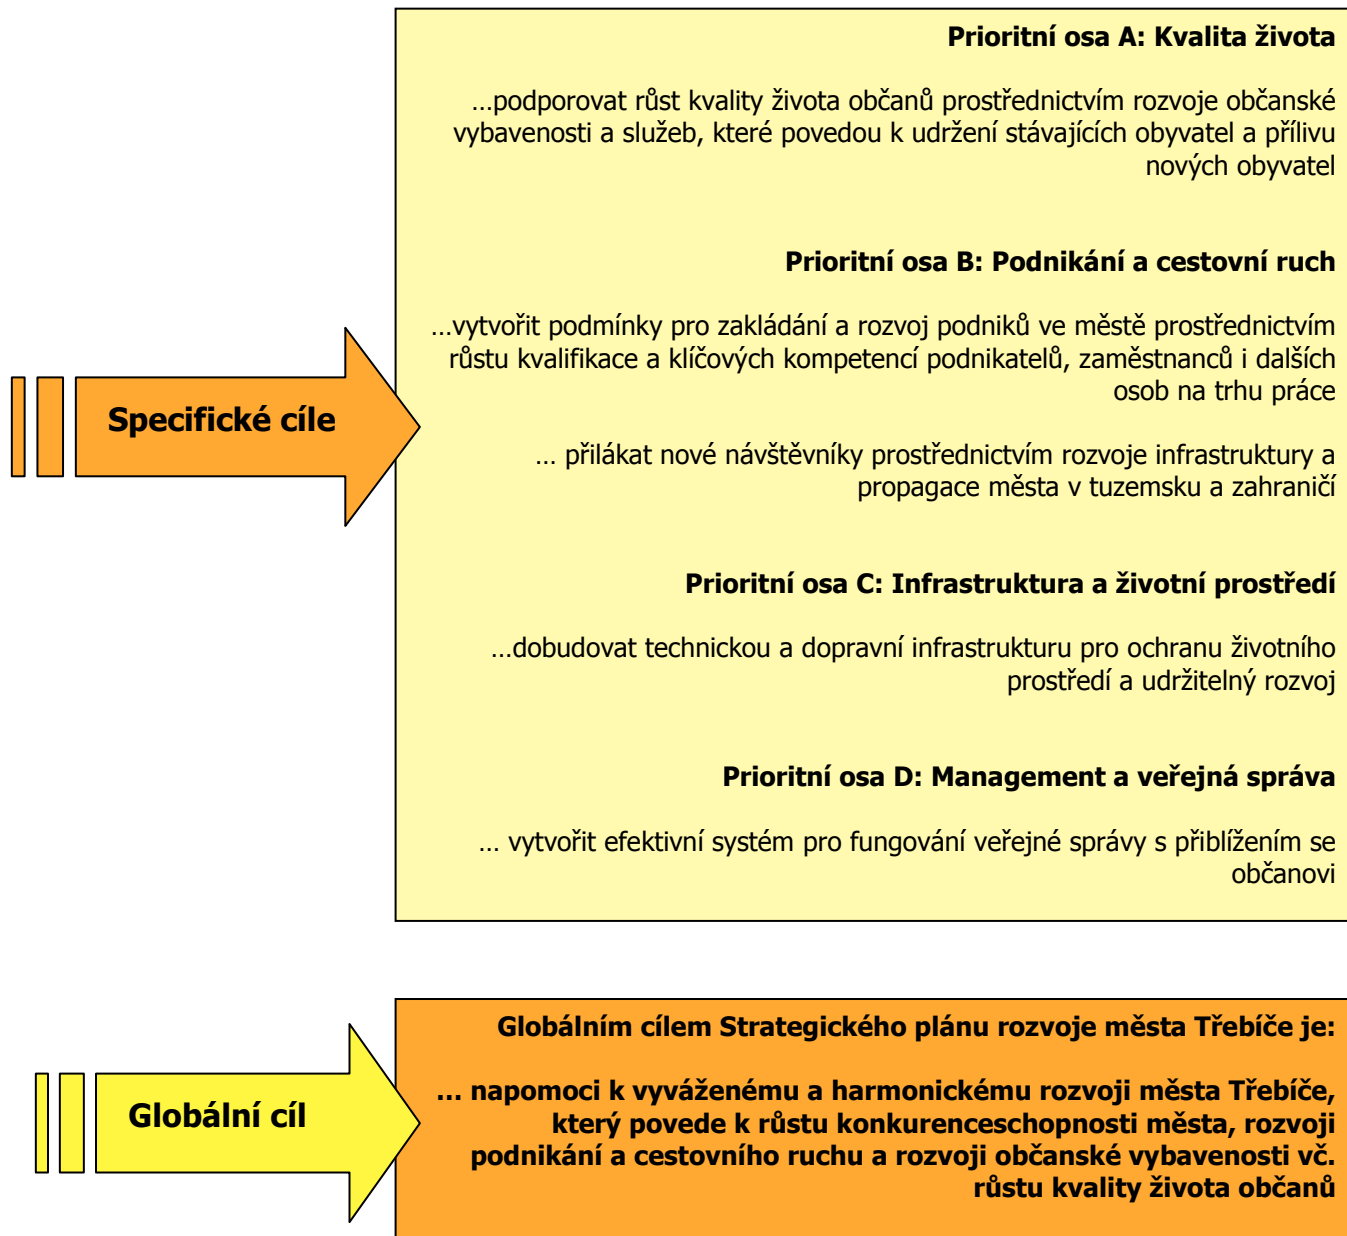 Prioritní osa A: Kvalita života
…podporovat růst kvality života občanů prostřednictvím rozvoje občanské
vybavenosti a služeb, které povedou k udržení stávajících obyvatel a přílivu
nových obyvatel
Prioritní osa B: Podnikání a cestovní ruch
…vytvořit podmínky pro zakládání a rozvoj podniků ve městě prostřednictvím
růstu kvalifikace a klíčových kompetencí podnikatelů, zaměstnanců i dalších
osob na trhu práce
… přilákat nové návštěvníky prostřednictvím rozvoje infrastruktury a
propagace města v tuzemsku a zahraničí
Prioritní osa C: Infrastruktura a životní prostředí
…dobudovat technickou a dopravní infrastrukturu pro ochranu životního
prostředí a udržitelný rozvoj
Prioritní osa D: Management a veřejná správa
… vytvořit efektivní systém pro fungování veřejné správy s přiblížením se
občanovi
Specifické cíle
Globálním cílem Strategického plánu rozvoje města Třebíče je:
… napomoci k vyváženému a harmonickému rozvoji města Třebíče,
který povede k růstu konkurenceschopnosti města, rozvoji
podnikání a cestovního ruchu a rozvoji občanské vybavenosti vč.
růstu kvality života občanů
Globální cíl